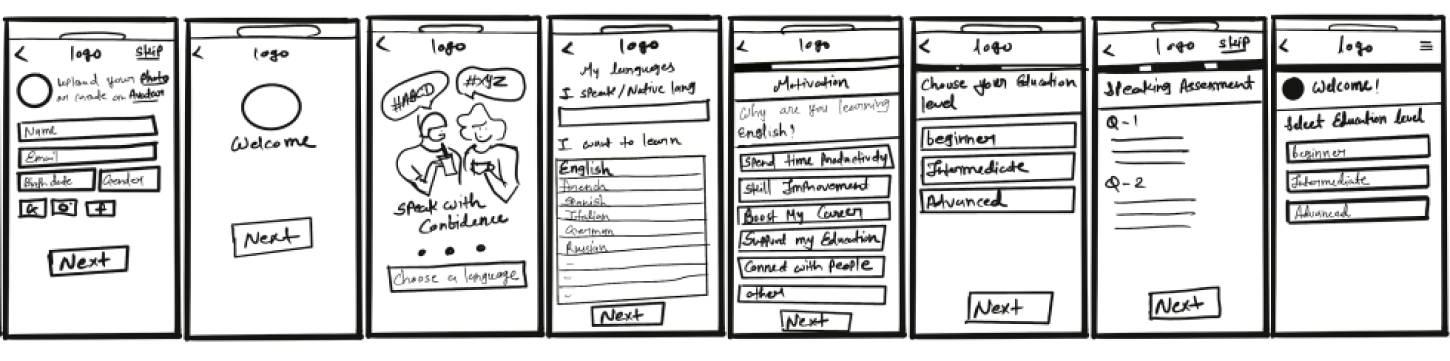 < logo skip
upload your Photo
or create an Avatar
Name
Email
Birth date Gender
G f
Next
< logo
Welcome
Next
< logo
#ABCD #XYZ
Speak with
Confidence
Choose a language
< logo
My languages
I speak/Native lang
I want to learn
English
French
Spanish
Italian
German
Russian
-
-
-
Next
< logo
Motivation
Why are you learning
English?
Spend time Productively
Skill Improvement
Boost My Career
Support my Education
Conned with People
other
Next
< logo
Choose your Education
level
beginner
Intermediate
Advanced
Next
< logo skip
Speaking Assessment
Q-1
Q-2
Next
< logo ≡
Welcome!
Select Education level
beginner
Intermediate
Advanced